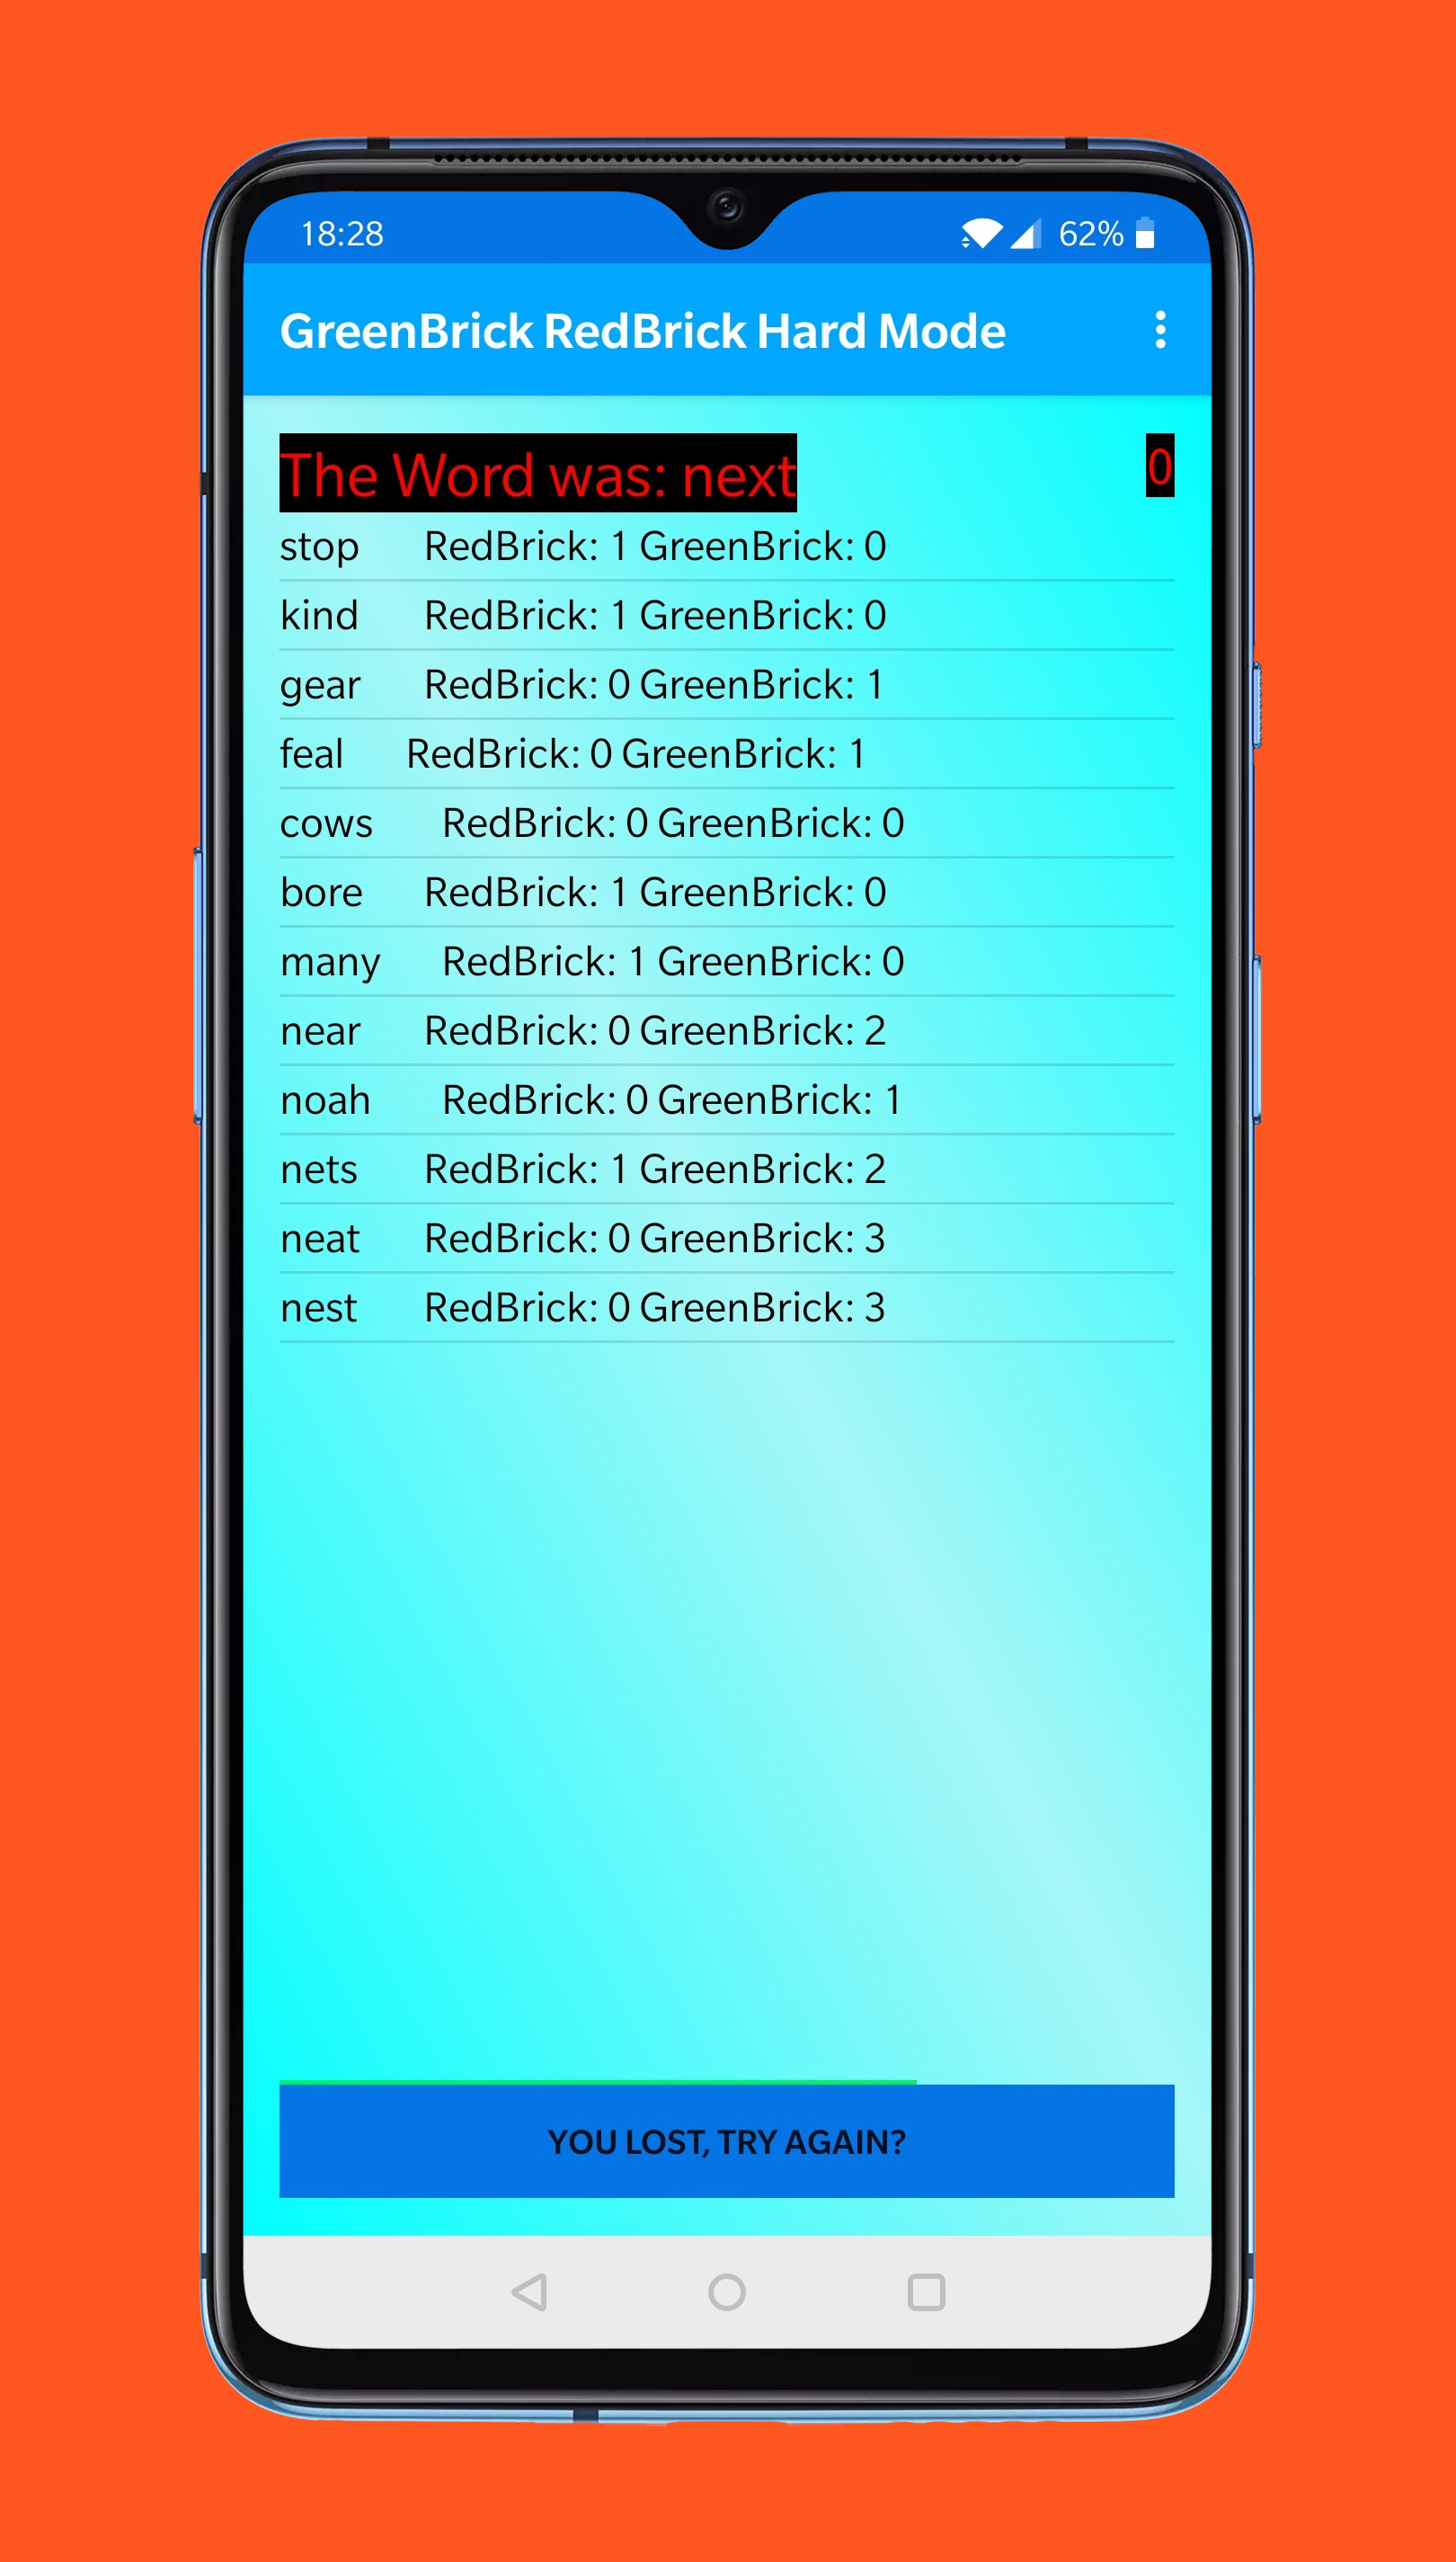 18:28 62%
GreenBrick RedBrick Hard Mode
The Word was: next 0
stop RedBrick: 1 GreenBrick: 0
kind RedBrick: 1 GreenBrick: 0
gear RedBrick: 0 GreenBrick: 1
feal RedBrick: 0 GreenBrick: 1
cows RedBrick: 0 GreenBrick: 0
bore RedBrick: 1 GreenBrick: 0
many RedBrick: 1 GreenBrick: 0
near RedBrick: 0 GreenBrick: 2
noah RedBrick: 0 GreenBrick: 1
nets RedBrick: 1 GreenBrick: 2
neat RedBrick: 0 GreenBrick: 3
nest RedBrick: 0 GreenBrick: 3
YOU LOST, TRY AGAIN?